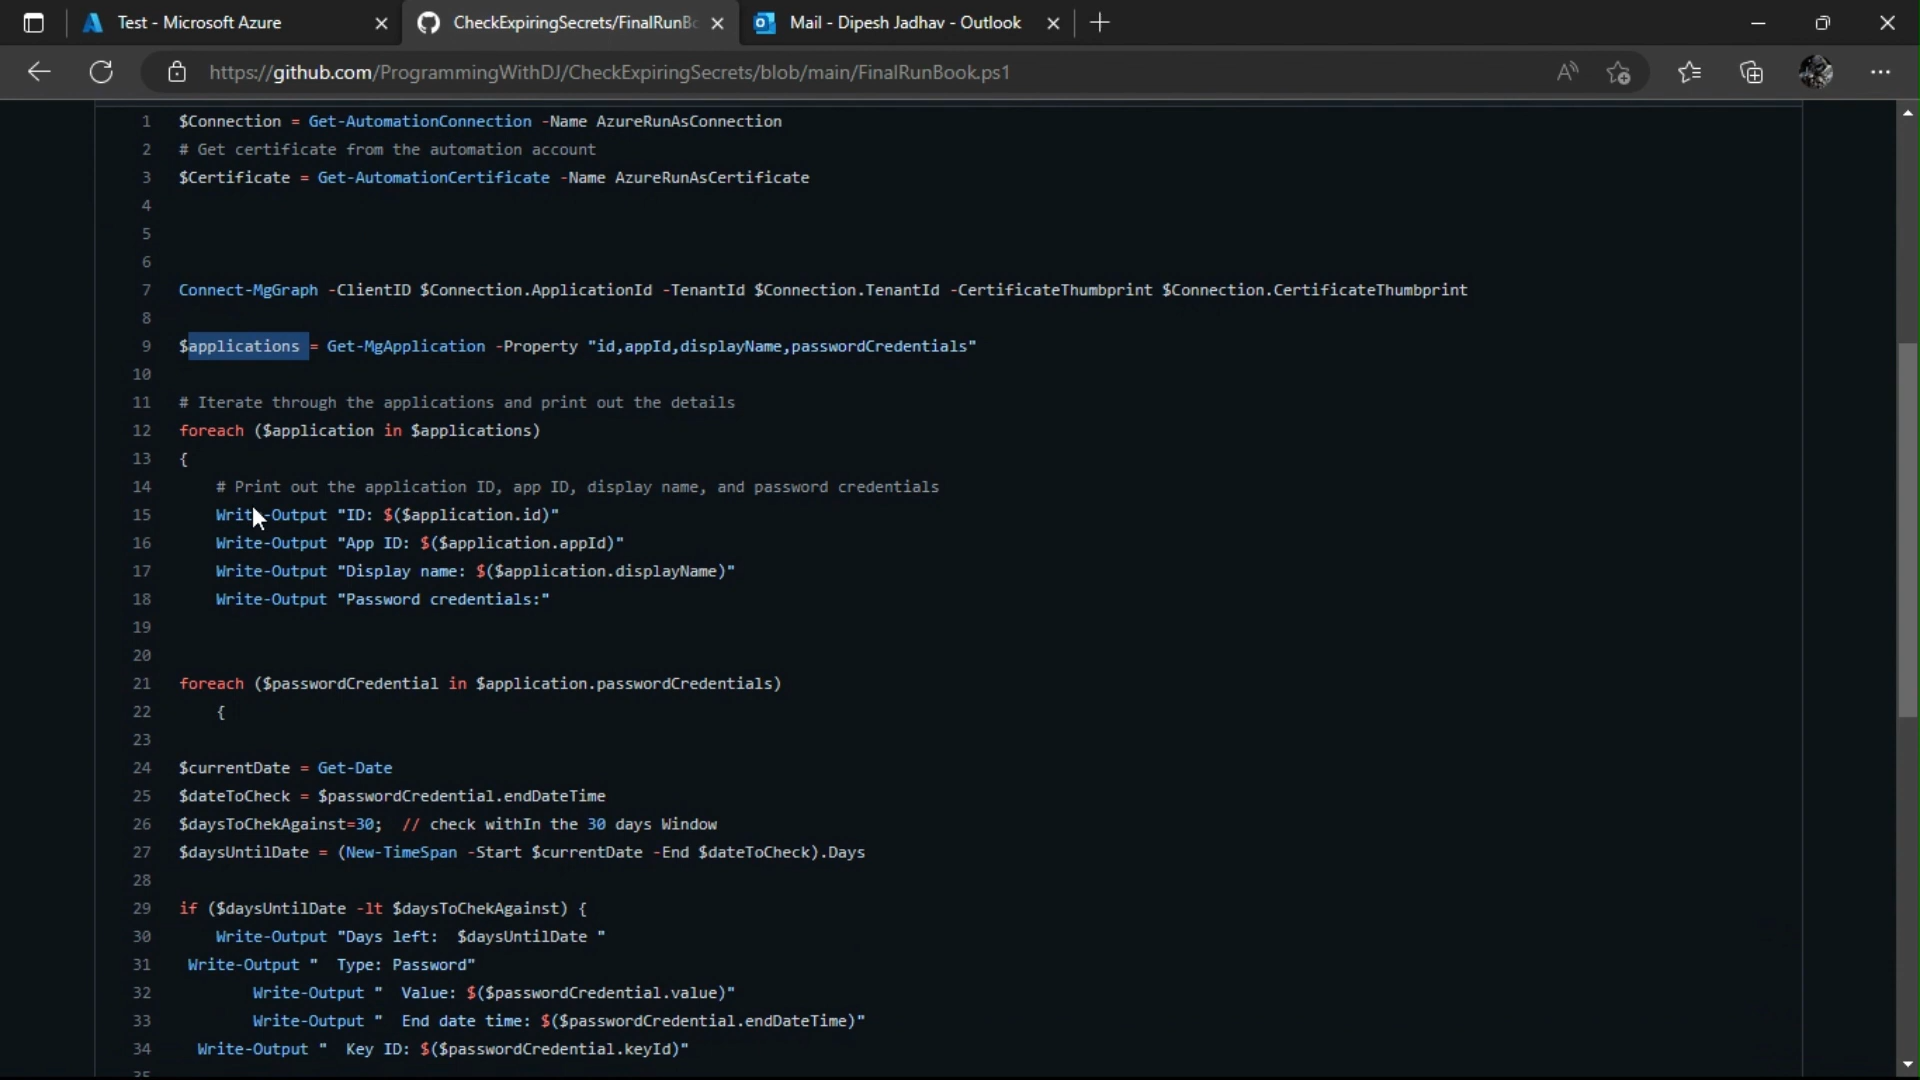 Test - Microsoft Azure
CheckExpiringSecrets/FinalRunBo
Mail - Dipesh Jadhav - Outlook
https://github.com/ProgrammingWithDJ/CheckExpiringSecrets/blob/main/FinalRunBook.ps1
1 $Connection = Get-AutomationConnection -Name AzureRunAsConnection
2 # Get certificate from the automation account
3 $Certificate = Get-AutomationCertificate -Name AzureRunAsCertificate
4
5
6
7 Connect-MgGraph -ClientID $Connection.ApplicationId -TenantId $Connection.TenantId -CertificateThumbprint $Connection.CertificateThumbprint
8
9 $applications = Get-MgApplication -Property "id,appId,displayName,passwordCredentials"
10
11 # Iterate through the applications and print out the details
12 foreach ($application in $applications)
13 {
14 # Print out the application ID, app ID, display name, and password credentials
15 Write-Output "ID: $($application.id)"
16 Write-Output "App ID: $($application.appId)"
17 Write-Output "Display name: $($application.displayName)"
18 Write-Output "Password credentials:"
19
20
21 foreach ($passwordCredential in $application.passwordCredentials)
22 {
23
24 $currentDate = Get-Date
25 $dateToCheck = $passwordCredential.endDateTime
26 $daysToChekAgainst=30; // check withIn the 30 days Window
27 $daysUntilDate = (New-TimeSpan -Start $currentDate -End $dateToCheck).Days
28
29 if ($daysUntilDate -lt $daysToChekAgainst) {
30 Write-Output "Days left: $daysUntilDate "
31 Write-Output " Type: Password"
32 Write-Output " Value: $($passwordCredential.value)"
33 Write-Output " End date time: $($passwordCredential.endDateTime)"
34 Write-Output " Key ID: $($passwordCredential.keyId)"
35